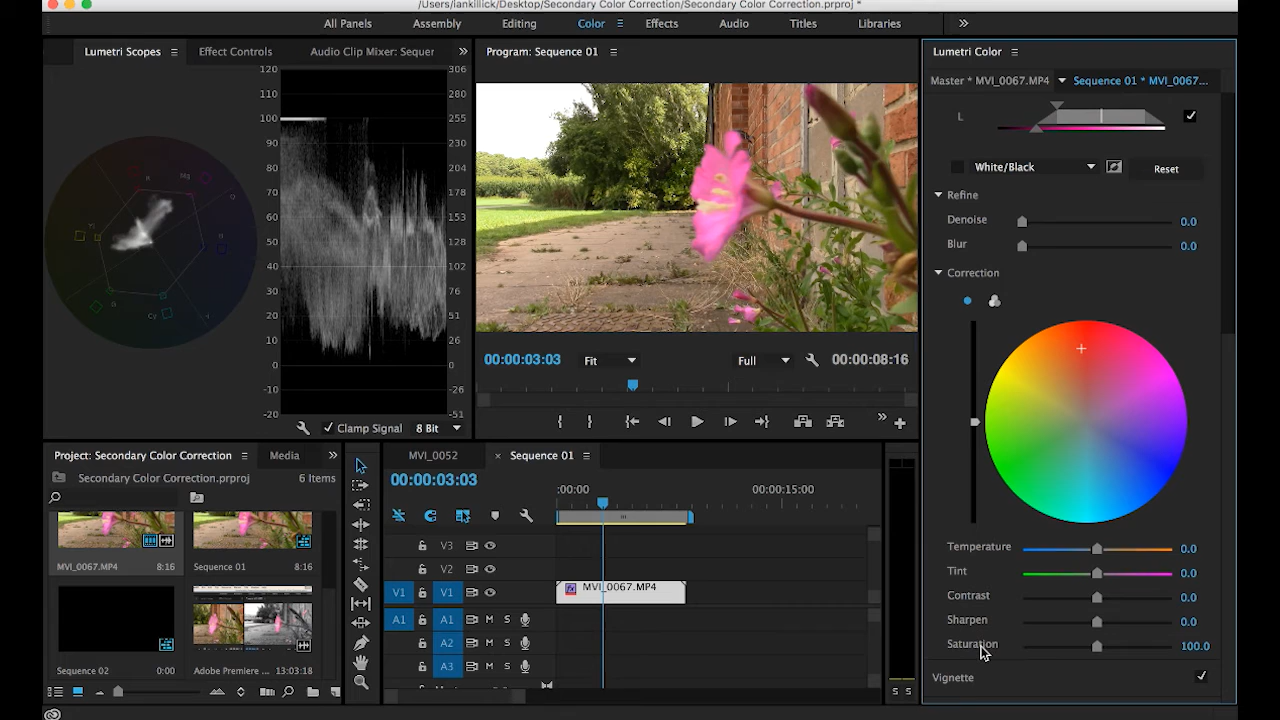 /Users/iankillick/Desktop/Secondary Color Correction/Secondary Color Correction.prproj *
All Panels Assembly Editing Color Effects Audio Titles Libraries
Lumetri Scopes Effect Controls Audio Clip Mixer: Sequer
Program: Sequence 01
Lumetri Color
Master * MVI_0067.MP4 Sequence 01 * MVI_0067...
120 306
110
100 255
90
80 204
70
60 153
50 128
40 102
30
20 51
10 26
0 0
-10 -26
-20 -51
R Mg
Cy
Clamp Signal 8 Bit
00:00:03:03 Fit Full 00:00:08:16
L
White/Black Reset
Refine
Denoise 0.0
Blur 0.0
Correction
Temperature 0.0
Tint 0.0
Contrast 0.0
Sharpen 0.0
Saturation 100.0
Vignette
Project: Secondary Color Correction Media
Secondary Color Correction.prproj 6 Items
MVI_0067.MP4 8:16
Sequence 01 8:16
Sequence 02 0:00
Adobe Premiere ... 13:03:18
MVI_0052 × Sequence 01
00:00:03:03
:00:00 00:00:15:00
V3
V2
V1 V1 MVI_0067.MP4
A1 A1 M S
A2 M S
A3 M S
S S